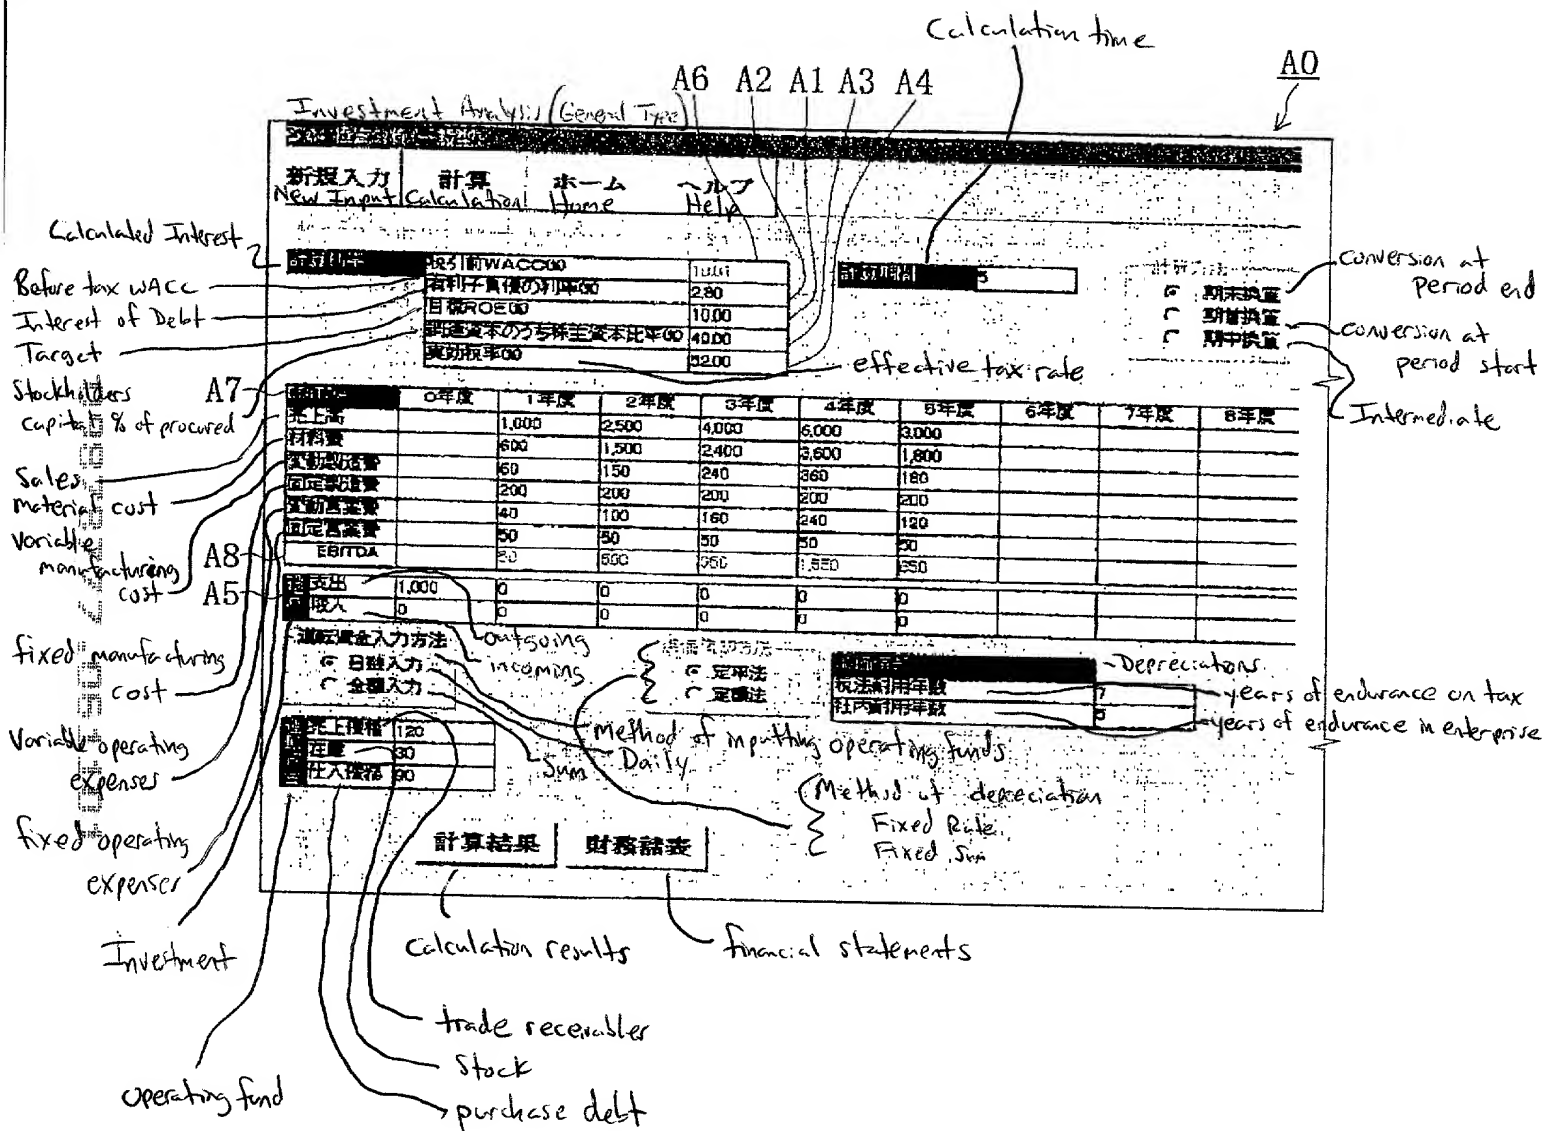 Calculation time
A0
A6 A2 A1 A3 A4
Investment Analysis (General Type)
新規入力 計算 ホーム ヘルプ
New Input Calculation Home Help
Calculated Interest
計算利率
税引前WACC(%) 10.01
有利子負債の利率(%) 2.80
目標ROE(%) 10.00
調達資本のうち株主資本比率(%) 40.00
実効税率(%) 52.00
計算期間 5
計算方法
期末換算
期首換算
期中換算
conversion at period end
conversion at period start
Intermediate
Before tax WACC
Interest of Debt
Target
Stockholders capital % of procured
effective tax rate
A7
0年度 1年度 2年度 3年度 4年度 5年度 6年度 7年度 8年度
売上高 1,000 2,500 4,000 6,000 3,000
材料費 600 1,500 2,400 3,600 1,800
変動製造費 60 150 240 360 180
固定製造費 200 200 200 200 200
変動営業費 40 100 160 240 120
固定営業費 50 50 50 50 50
EBITDA
A8
A5
支出 1,000 0 0 0 0 0
収入 0 0 0 0 0 0
Sales
material cost
Variable manufacturing cost
fixed manufacturing cost
Variable operating expenses
fixed operating expenses
Investment
operating fund
運転資金入力方法
日数入力
金額入力
outgoing
incoming
定率法
定額法
Depreciations
税法耐用年数 7
社内耐用年数 5
years of endurance on tax
years of endurance in enterprise
売上債権 120
在庫 30
仕入債務 90
Method of inputting operating funds
Daily
Sum
Method of depreciation
Fixed Rate
Fixed Sum
計算結果 財務諸表
Calculation results
financial statements
trade receivables
Stock
purchase debt